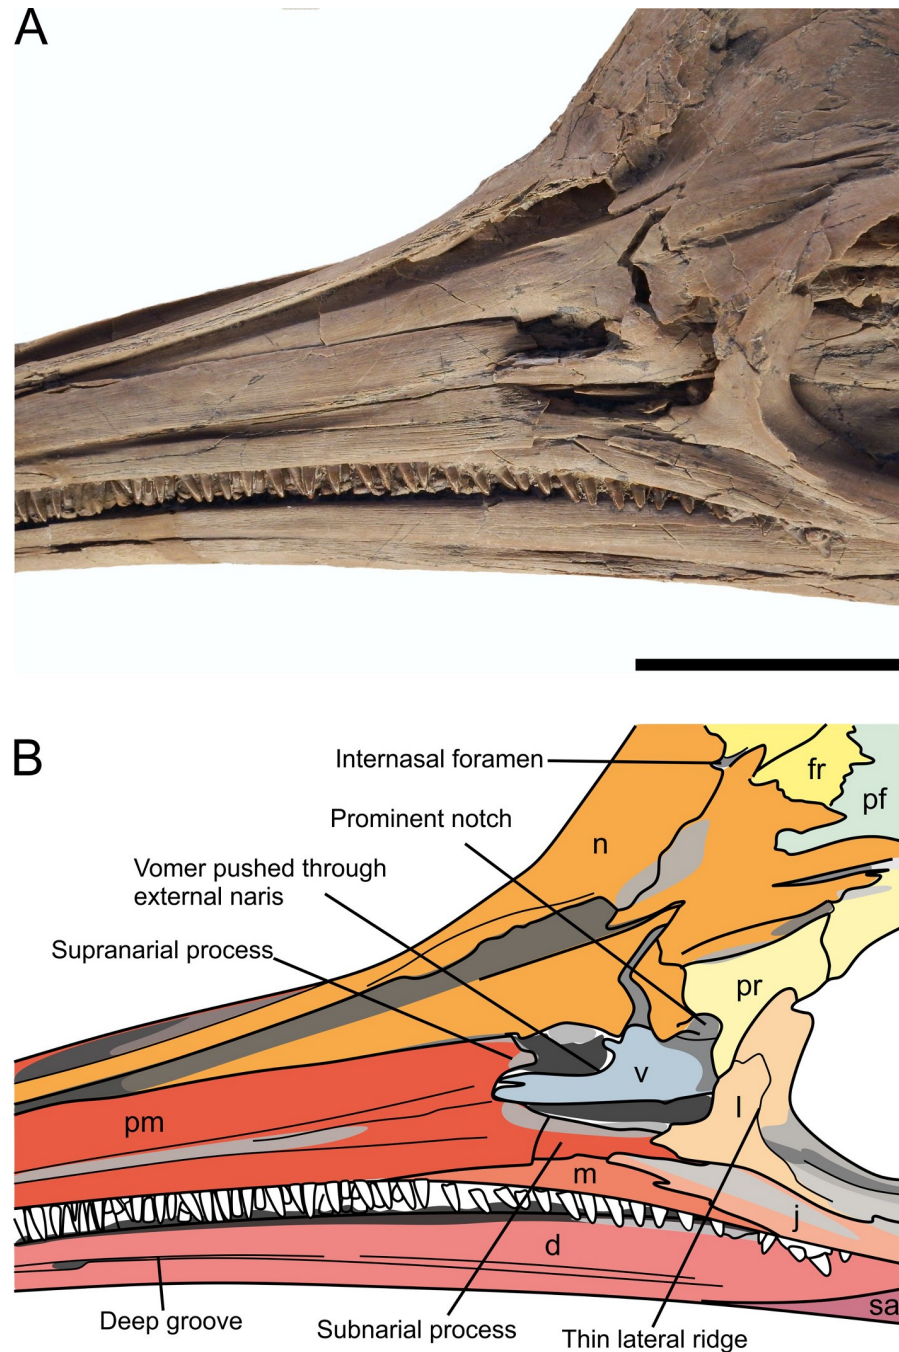 A
B
Internasal foramen
fr
Prominent notch
pf
n
Vomer pushed through
external naris
Supranarial process
pr
v
l
pm
m
j
d
sa
Deep groove
Subnarial process
Thin lateral ridge